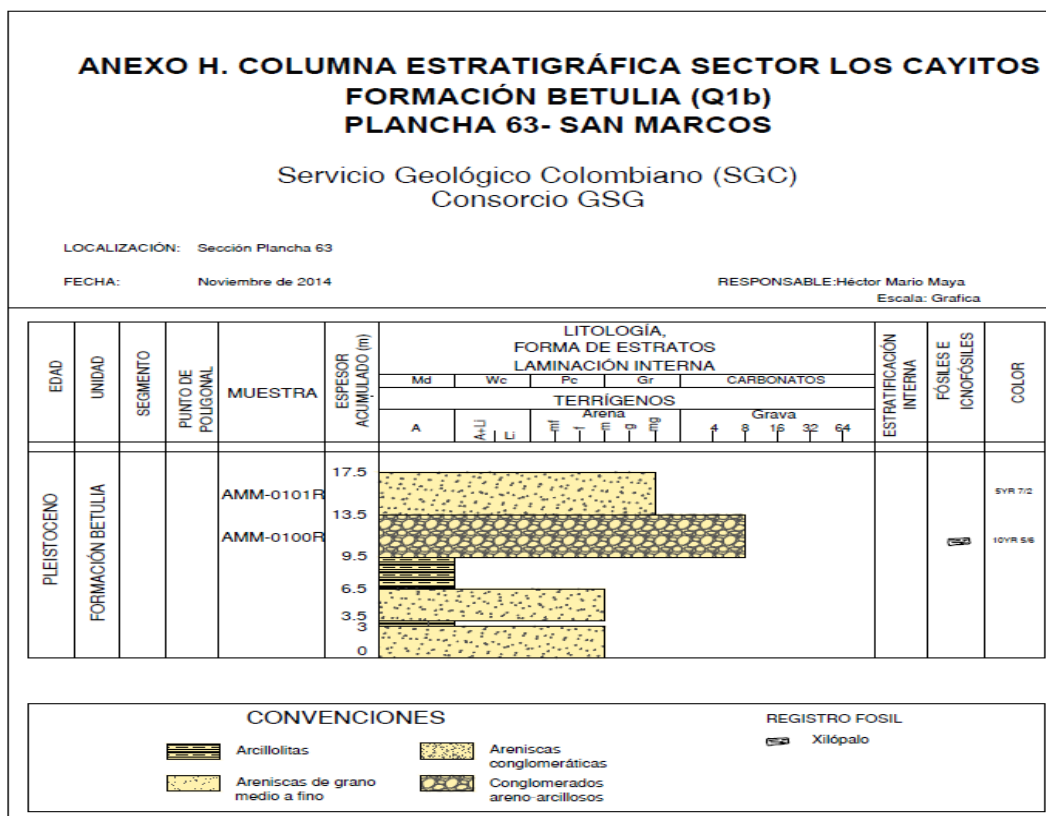 ANEXO H. COLUMNA ESTRATIGRÁFICA SECTOR LOS CAYITOS
FORMACIÓN BETULIA (Q1b)
PLANCHA 63- SAN MARCOS
Servicio Geológico Colombiano (SGC)
Consorcio GSG
LOCALIZACIÓN: Sección Plancha 63
FECHA: Noviembre de 2014
RESPONSABLE:Héctor Mario Maya
Escala: Grafica
EDAD
UNIDAD
SEGMENTO
PUNTO DE
POLIGONAL
MUESTRA
ESPESOR
ACUMULADO (m)
LITOLOGÍA,
FORMA DE ESTRATOS
LAMINACIÓN INTERNA
Md Wc Pc Gr CARBONATOS
TERRÍGENOS
Arena Grava
A A+Li Li mf f m g mg 4 8 16 32 64
ESTRATIFICACIÓN
INTERNA
FÓSILES E
ICNOFÓSILES
COLOR
PLEISTOCENO
FORMACIÓN BETULIA
17.5
AMM-0101R 5YR 7/2
13.5
AMM-0100R 10YR 5/6
9.5
6.5
3.5
3
0
CONVENCIONES
Arcillolitas
Areniscas de grano
medio a fino
Areniscas
conglomeráticas
Conglomerados
areno-arcillosos
REGISTRO FOSIL
Xilópalo